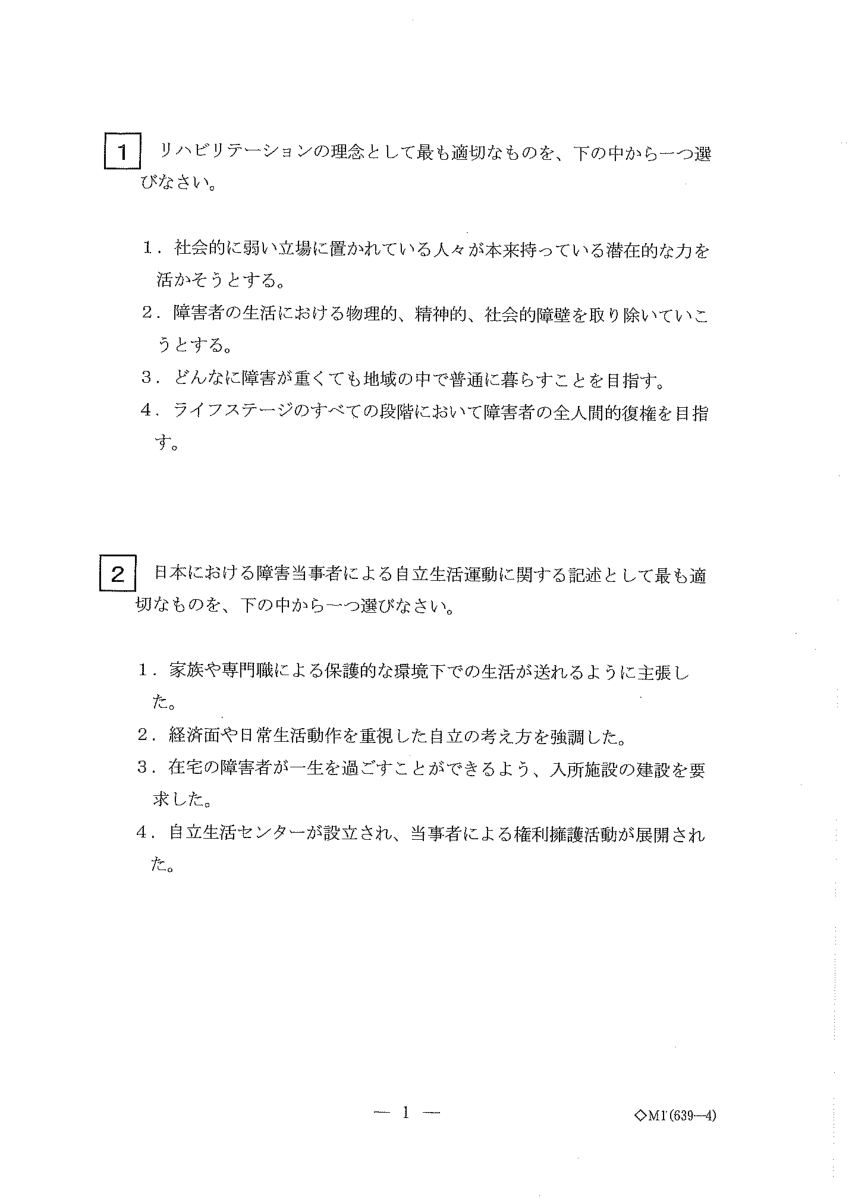 1 リハビリテーションの理念として最も適切なものを、下の中から一つ選
びなさい。
1．社会的に弱い立場に置かれている人々が本来持っている潜在的な力を
活かそうとする。
2．障害者の生活における物理的、精神的、社会的障壁を取り除いていこ
うとする。
3．どんなに障害が重くても地域の中で普通に暮らすことを目指す。
4．ライフステージのすべての段階において障害者の全人間的復権を目指
す。
2 日本における障害当事者による自立生活運動に関する記述として最も適
切なものを、下の中から一つ選びなさい。
1．家族や専門職による保護的な環境下での生活が送れるように主張し
た。
2．経済面や日常生活動作を重視した自立の考え方を強調した。
3．在宅の障害者が一生を過ごすことができるよう、入所施設の建設を要
求した。
4．自立生活センターが設立され、当事者による権利擁護活動が展開され
た。
― 1 ―
◇M1(639―4)